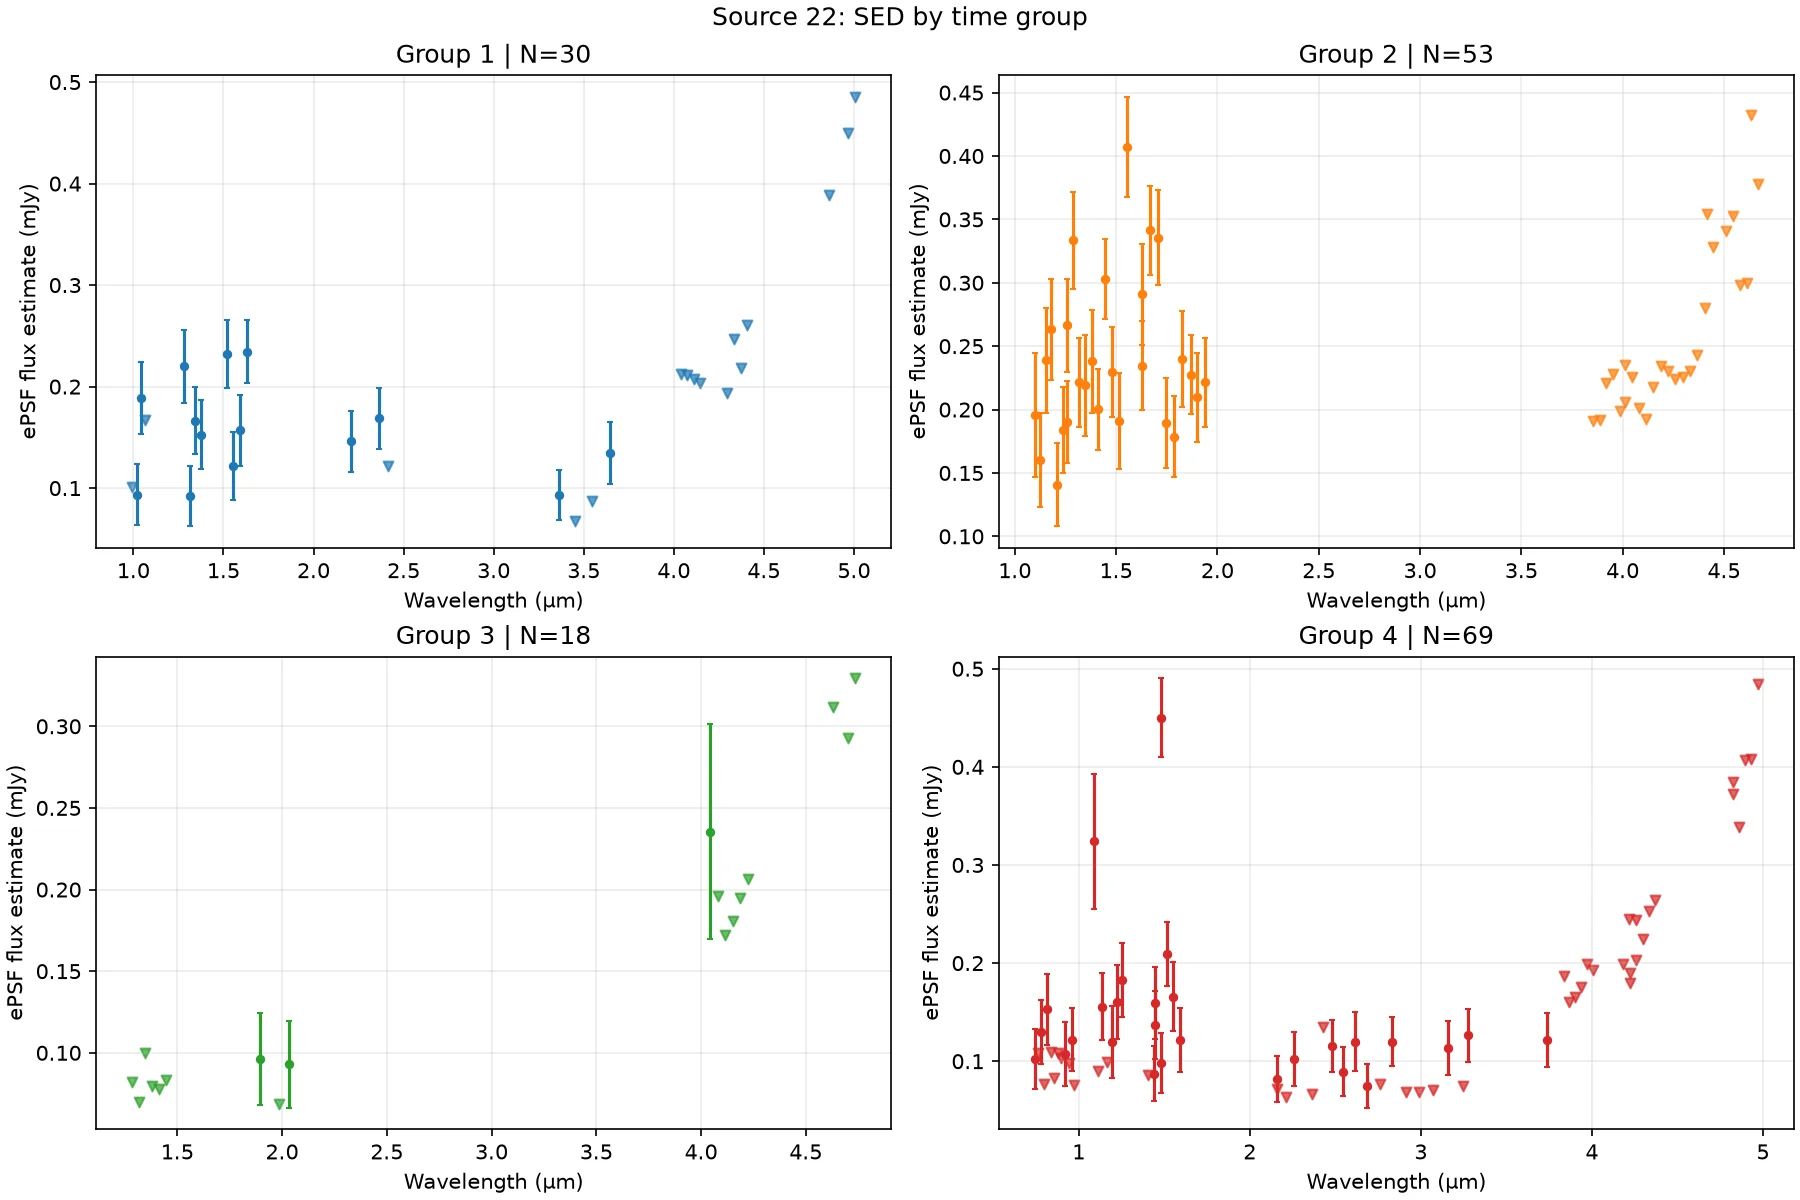 Source 22: SED by time group
Group 1 | N=30
ePSF flux estimate (mJy)
0.5
0.4
0.3
0.2
0.1
1.0 1.5 2.0 2.5 3.0 3.5 4.0 4.5 5.0
Wavelength (μm)
Group 2 | N=53
ePSF flux estimate (mJy)
0.45
0.40
0.35
0.30
0.25
0.20
0.15
0.10
1.0 1.5 2.0 2.5 3.0 3.5 4.0 4.5
Wavelength (μm)
Group 3 | N=18
ePSF flux estimate (mJy)
0.30
0.25
0.20
0.15
0.10
1.5 2.0 2.5 3.0 3.5 4.0 4.5
Wavelength (μm)
Group 4 | N=69
ePSF flux estimate (mJy)
0.5
0.4
0.3
0.2
0.1
1 2 3 4 5
Wavelength (μm)